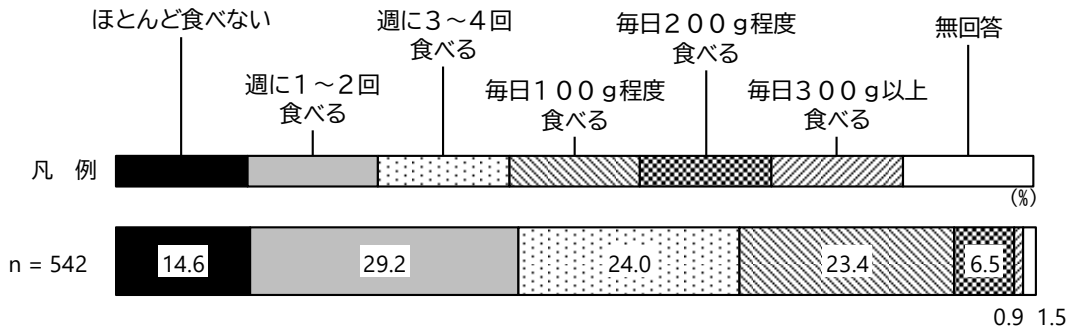 ほとんど食べない
週に１～２回
食べる
週に３～４回
食べる
毎日１００ｇ程度
食べる
毎日２００ｇ程度
食べる
毎日３００ｇ以上
食べる
無回答
凡　例
(%)
n = 542
14.6
29.2
24.0
23.4
6.5
0.9
1.5